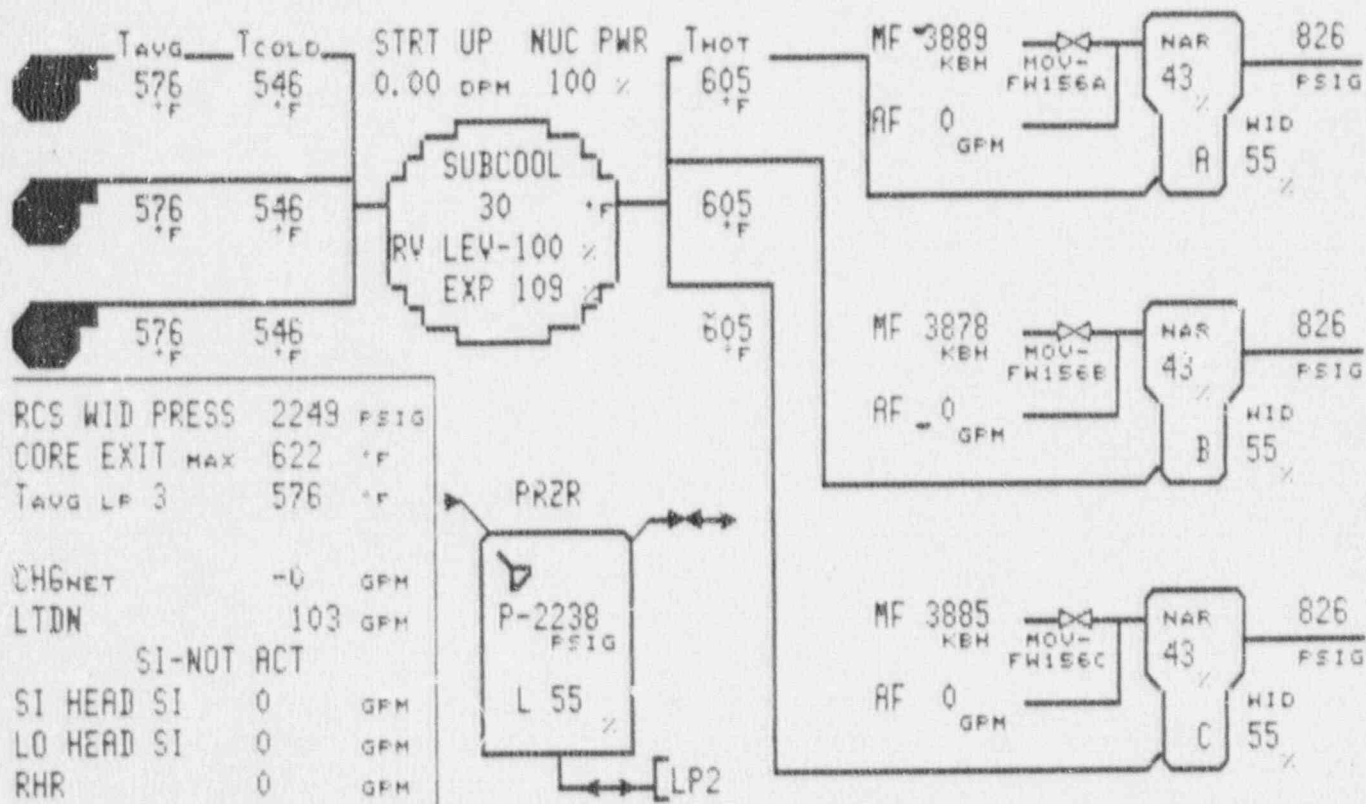 TAVG TCOLD STRT UP NUC PWR THOT
576 °F 546 °F 0.00 DPM 100 % 605 °F
SUBCOOL
30 °F
576 °F 546 °F 605 °F
RV LEV-100 %
EXP 109 %
576 °F 546 °F 605 °F
MF 3889 KBH MOV-FW156A NAR 43 % 826 PSIG
AF 0 GPM A WID 55 %
MF 3878 KBH MOV-FW156B NAR 43 % 826 PSIG
AF 0 GPM B WID 55 %
MF 3885 KBH MOV-FW156C NAR 43 % 826 PSIG
AF 0 GPM C WID 55 %
RCS WID PRESS 2249 PSIG
CORE EXIT MAX 622 °F
TAVG LP 3 576 °F
CHGNET -0 GPM
LTDN 103 GPM
SI-NOT ACT
SI HEAD SI 0 GPM
LO HEAD SI 0 GPM
RHR 0 GPM
PRZR
P-2238 PSIG
L 55 %
LP2